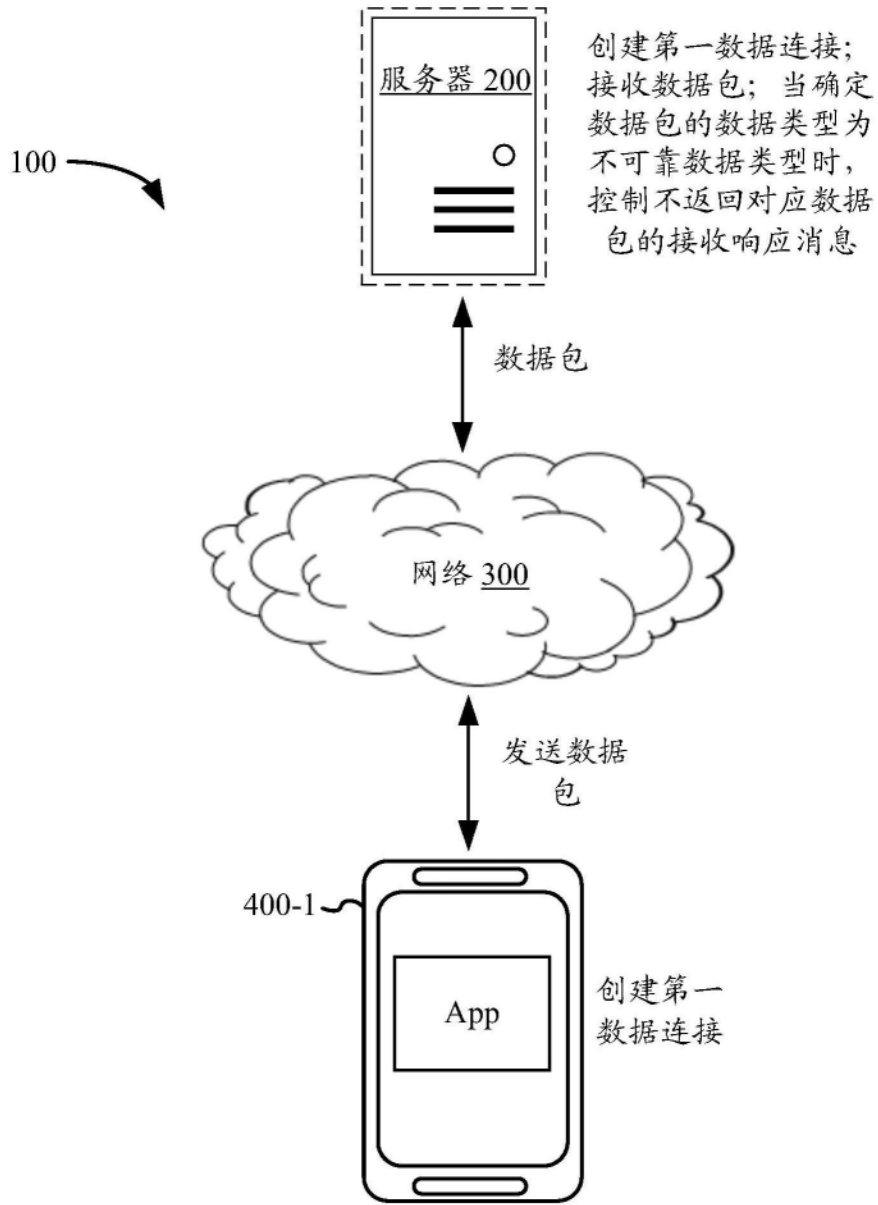 服务器 200
创建第一数据连接;
接收数据包; 当确定
数据包的数据类型为
不可靠数据类型时,
控制不返回对应数据
包的接收响应消息
100
数据包
网络 300
发送数据
包
400-1
App
创建第一
数据连接